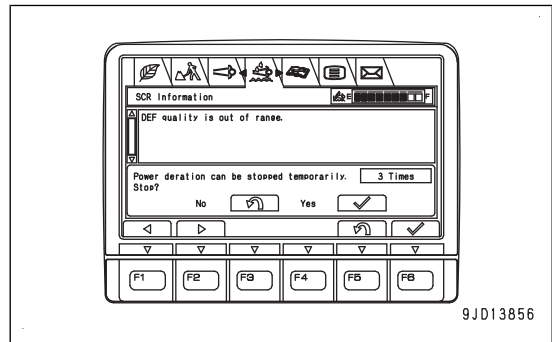 SCR Information
E F
DEF quality is out of range.
Power deration can be stopped temporarily. 3 Times
Stop?
No Yes
F1 F2 F3 F4 F5 F6
9JD13856